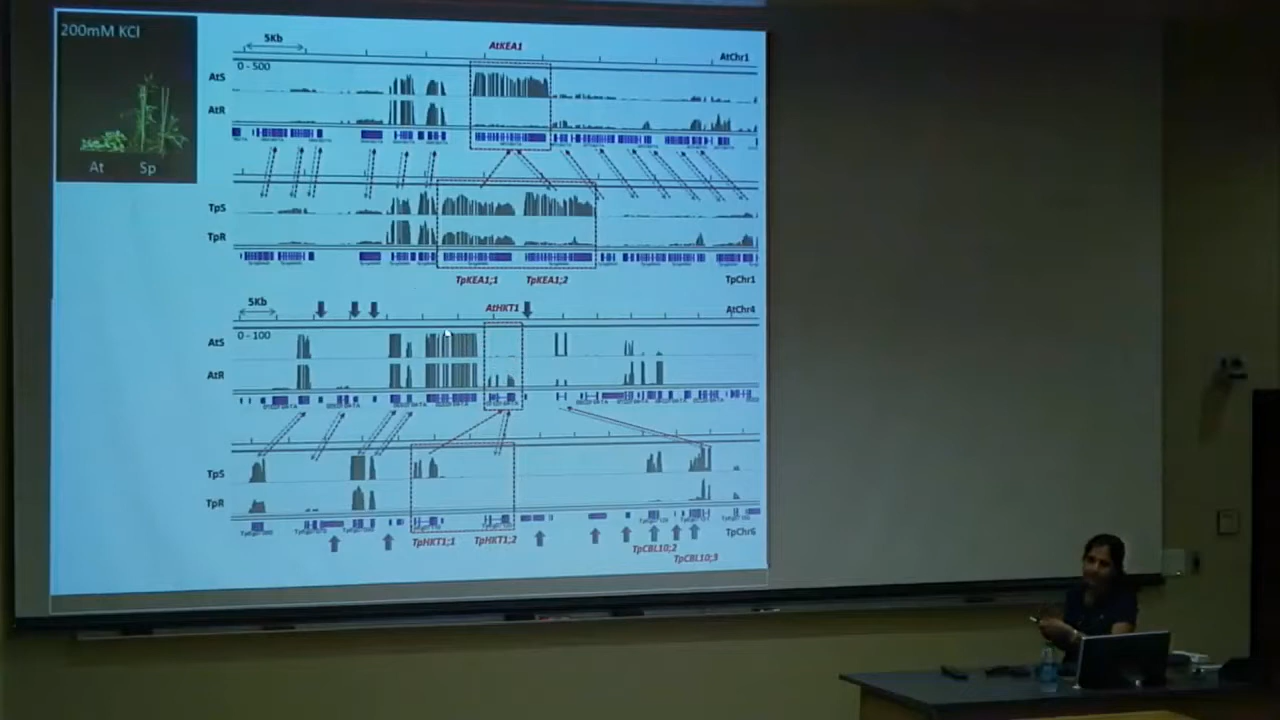 200mM KCl
At Sp
5Kb
AtKEA1
AtChr1
0 - 500
AtS
AtR
TpS
TpR
TpKEA1;1 TpKEA1;2
TpChr1
5Kb
AtHKT1
AtChr4
0 - 100
AtS
AtR
TpS
TpR
TpChr6
TpHKT1;1 TpHKT1;2
TpCBL10;2
TpCBL10;3